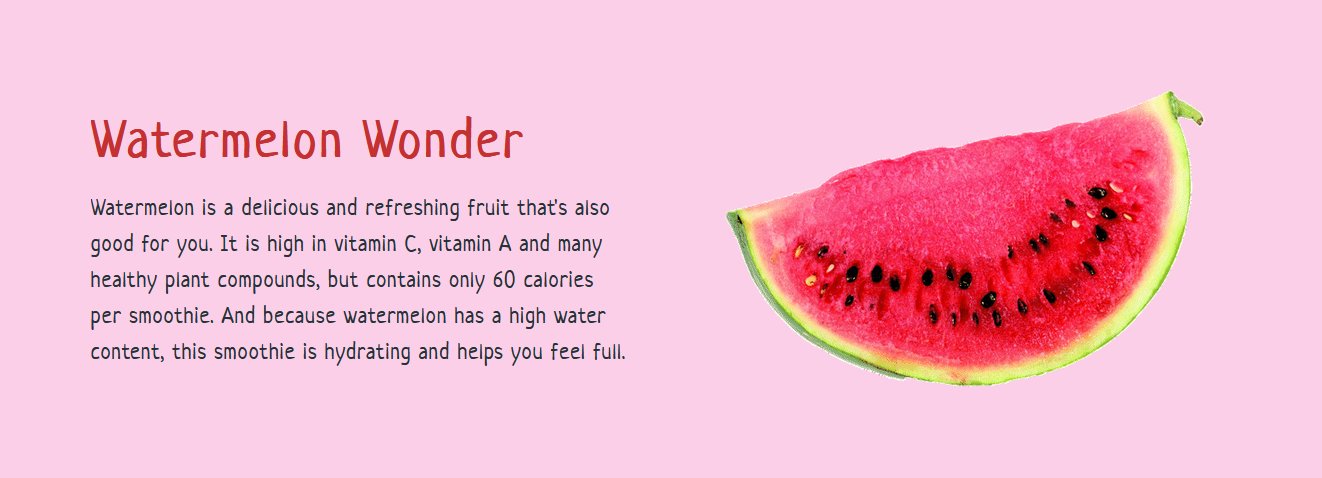 Watermelon Wonder
Watermelon is a delicious and refreshing fruit that's also
good for you. It is high in vitamin C, vitamin A and many
healthy plant compounds, but contains only 60 calories
per smoothie. And because watermelon has a high water
content, this smoothie is hydrating and helps you feel full.